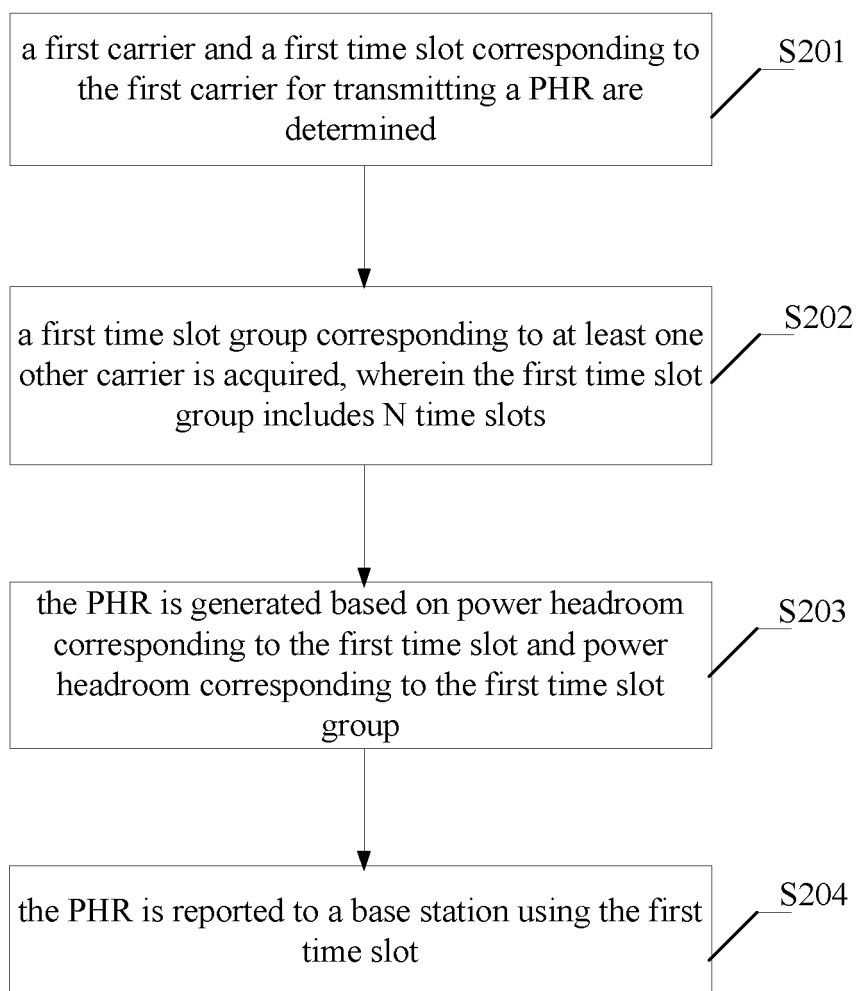 a first carrier and a first time slot corresponding to
the first carrier for transmitting a PHR are
determined
S201
a first time slot group corresponding to at least one
other carrier is acquired, wherein the first time slot
group includes N time slots
S202
the PHR is generated based on power headroom
corresponding to the first time slot and power
headroom corresponding to the first time slot
group
S203
the PHR is reported to a base station using the first
time slot
S204